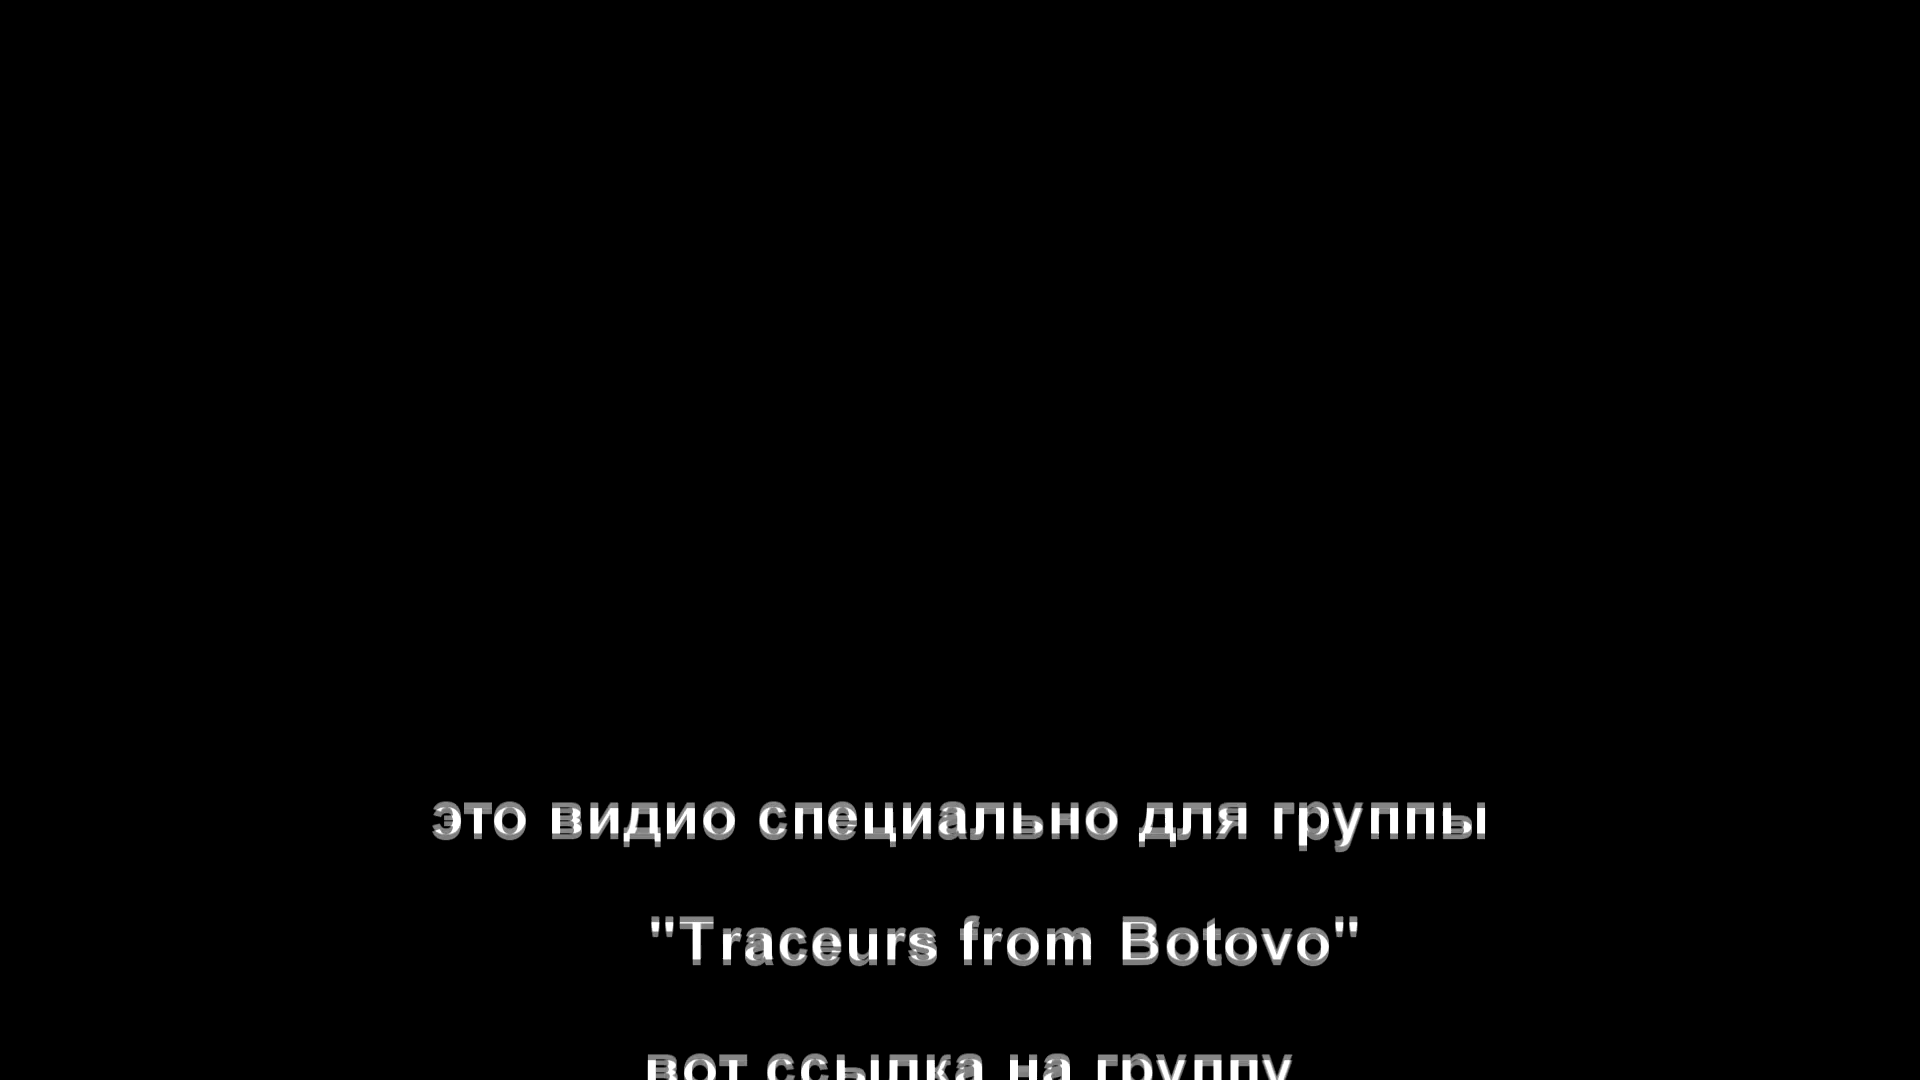 это видио специально для группы
"Traceurs from Botovo"
вот ссылка на группу